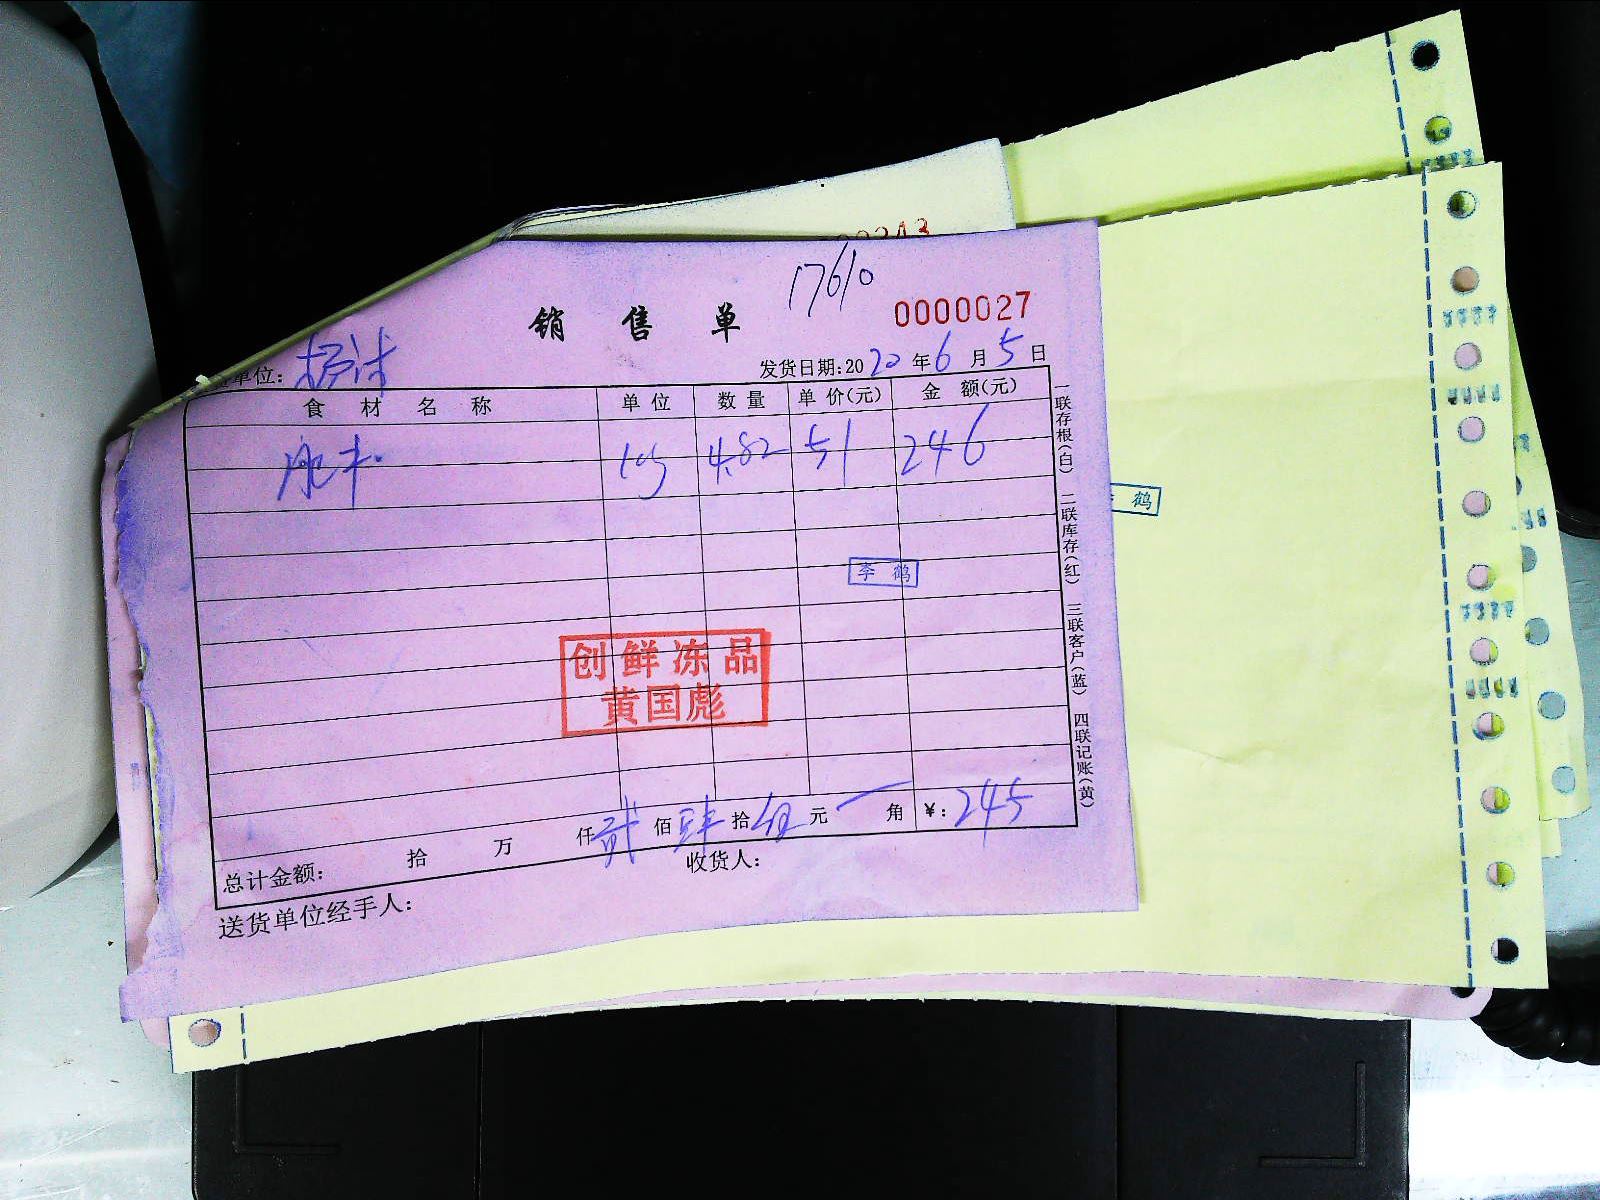 17610
销售单 0000027
单位: 发货日期:2020年6月5日
食材名称 单位 数量 单价(元) 金额(元)
肥牛 4.82 51 246
李鹤
李鹤
创鲜冻品
黄国彪
总计金额: 拾 万 仟贰佰肆拾伍元 角 ¥:245
送货单位经手人: 收货人:
一联存根(白) 二联库存(红) 三联客户(蓝) 四联记账(黄)